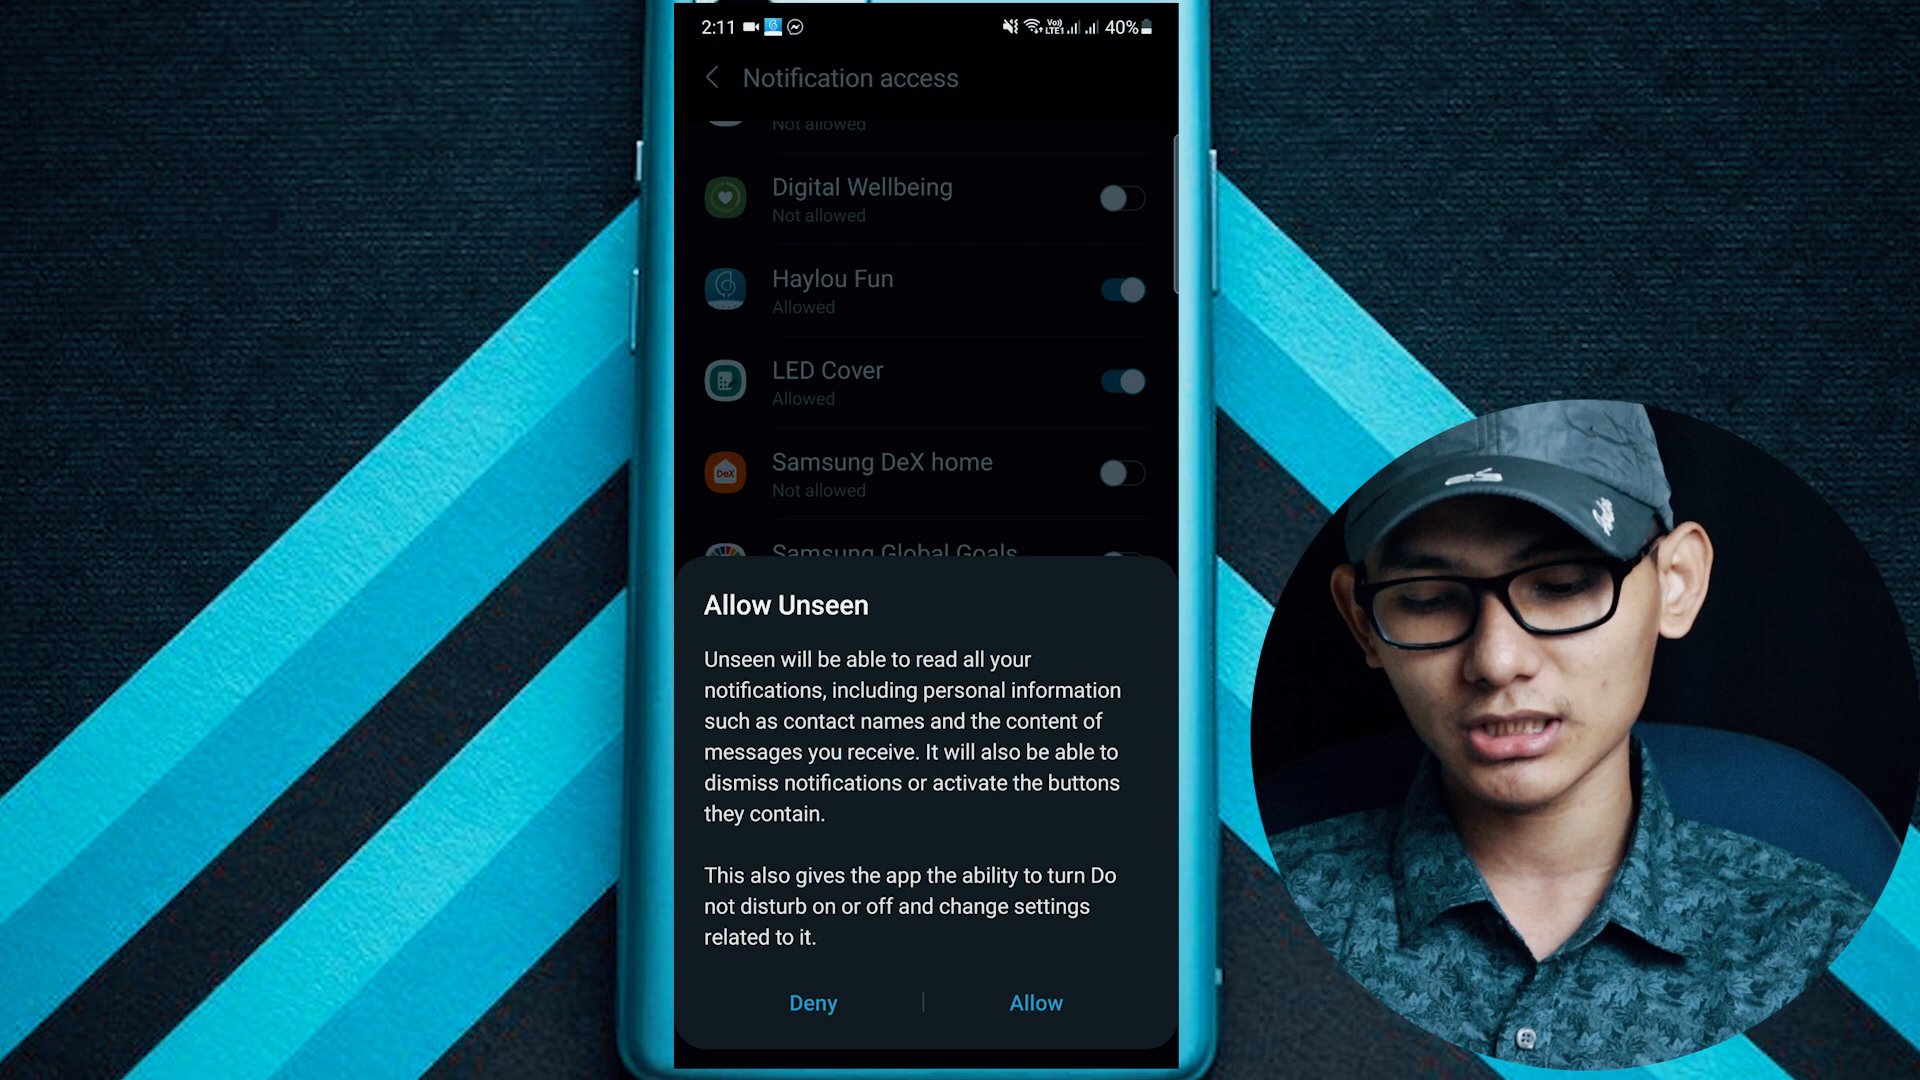 2:11
Vo)) LTE1 40%
Notification access
Not allowed
Digital Wellbeing
Not allowed
Haylou Fun
Allowed
LED Cover
Allowed
DeX
Samsung DeX home
Not allowed
Samsung Global Goals
Allow Unseen
Unseen will be able to read all your
notifications, including personal information
such as contact names and the content of
messages you receive. It will also be able to
dismiss notifications or activate the buttons
they contain.
This also gives the app the ability to turn Do
not disturb on or off and change settings
related to it.
Deny | Allow